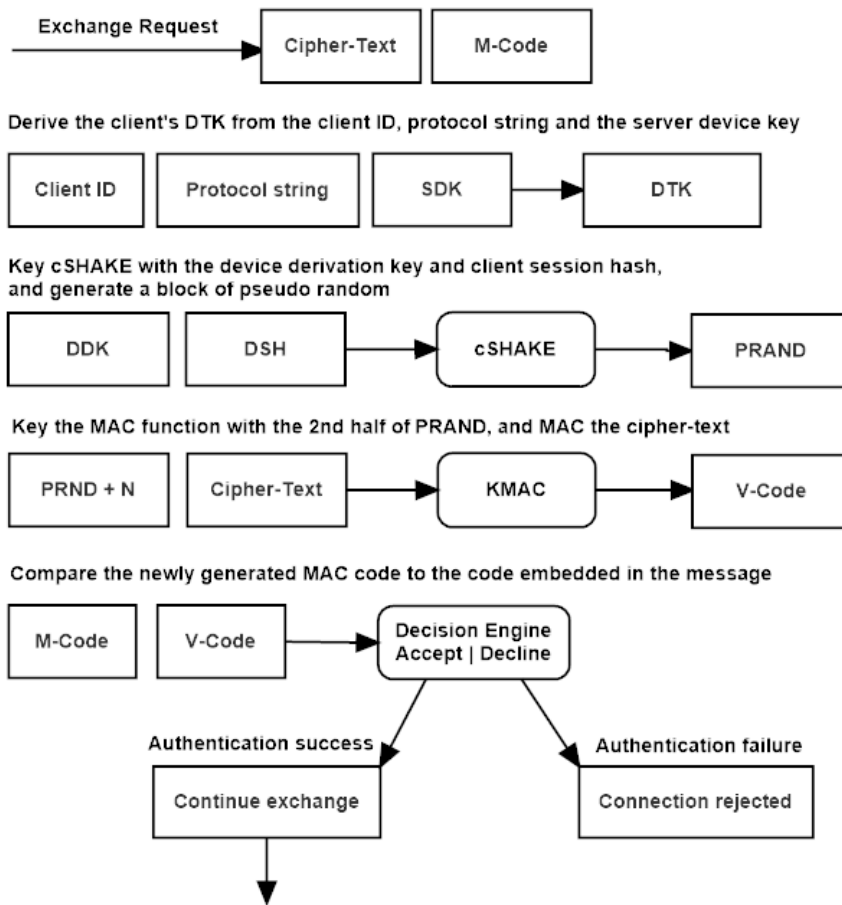 Exchange Request
Cipher-Text
M-Code
Derive the client's DTK from the client ID, protocol string and the server device key
Client ID
Protocol string
SDK
DTK
Key cSHAKE with the device derivation key and client session hash,
and generate a block of pseudo random
DDK
DSH
cSHAKE
PRAND
Key the MAC function with the 2nd half of PRAND, and MAC the cipher-text
PRND + N
Cipher-Text
KMAC
V-Code
Compare the newly generated MAC code to the code embedded in the message
M-Code
V-Code
Decision Engine
Accept | Decline
Authentication success
Authentication failure
Continue exchange
Connection rejected